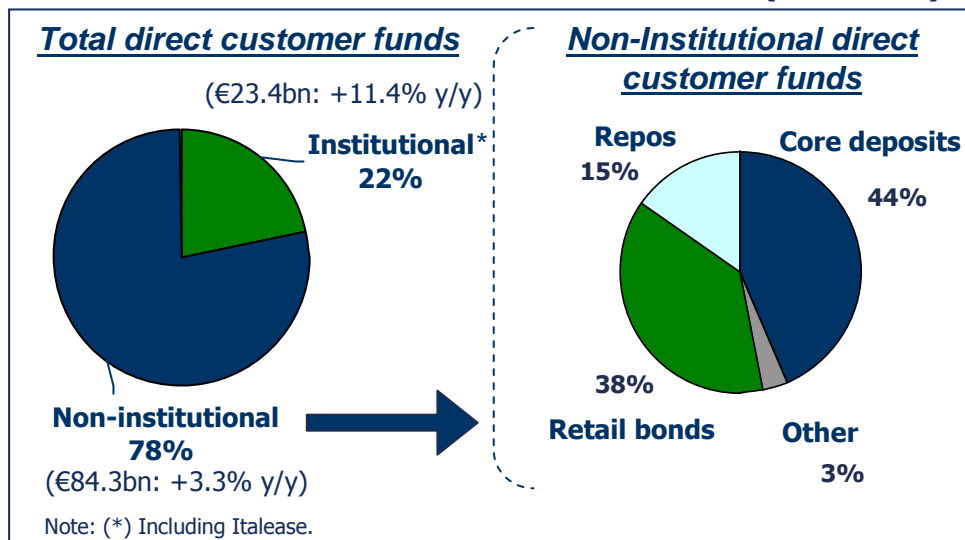 Total direct customer funds
(€23.4bn: +11.4% y/y)
Institutional*
22%
Non-institutional
78%
(€84.3bn: +3.3% y/y)
Note: (*) Including Italease.
Non-Institutional direct
customer funds
Repos
15%
Core deposits
44%
38%
Retail bonds
Other
3%